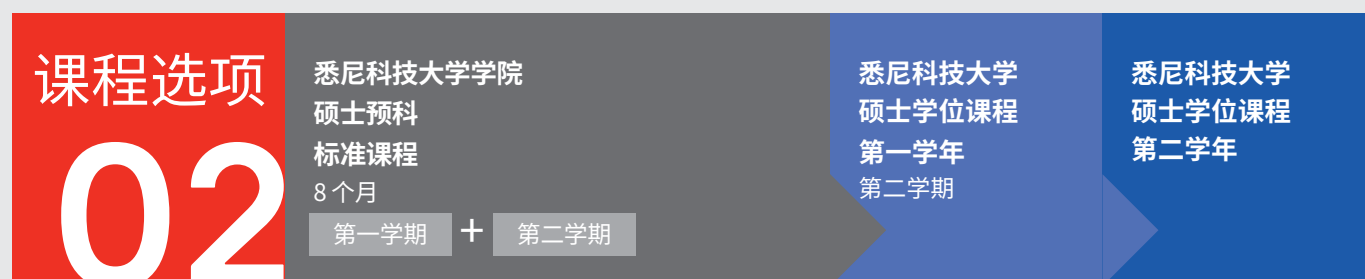 课程选项
02
悉尼科技大学学院
硕士预科
标准课程
8个月
第一学期 + 第二学期
悉尼科技大学
硕士学位课程
第一学年
第二学期
悉尼科技大学
硕士学位课程
第二学年